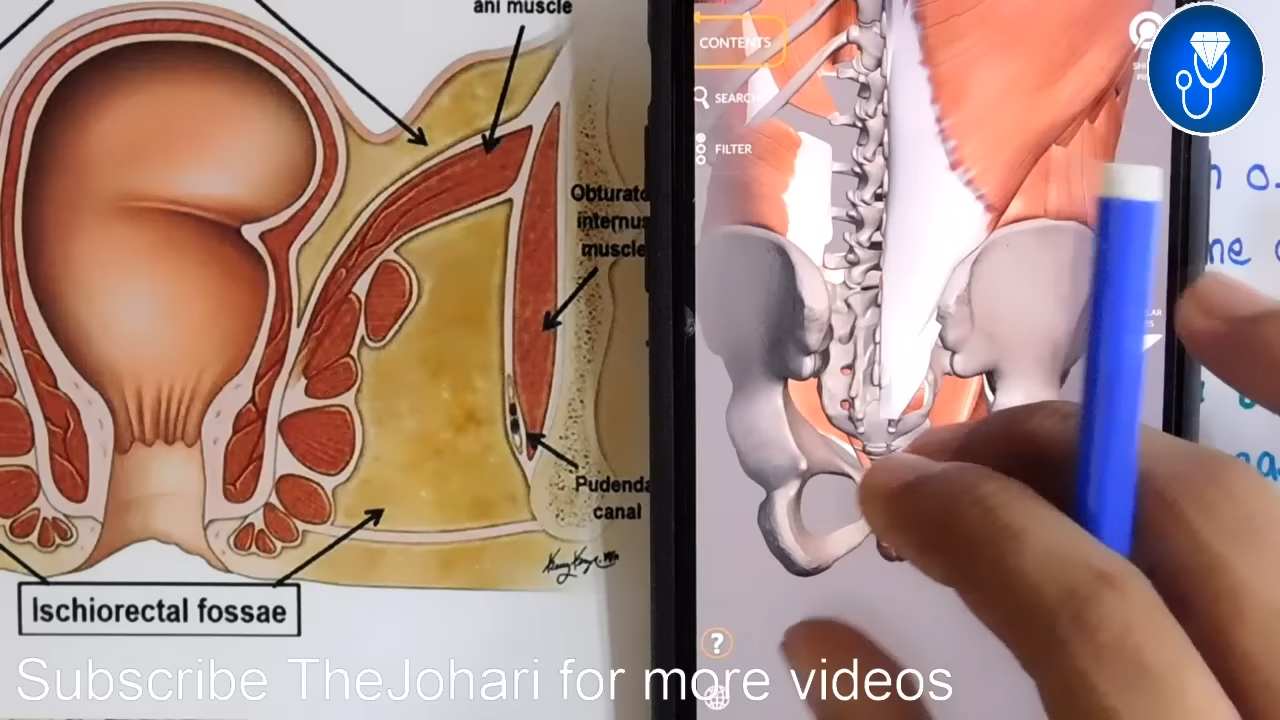 ani muscle
CONTENTS
SEARCH
FILTER
Obturato
internus
muscle
Pudenda
canal
Ischiorectal fossae
?
Subscribe TheJohari for more videos